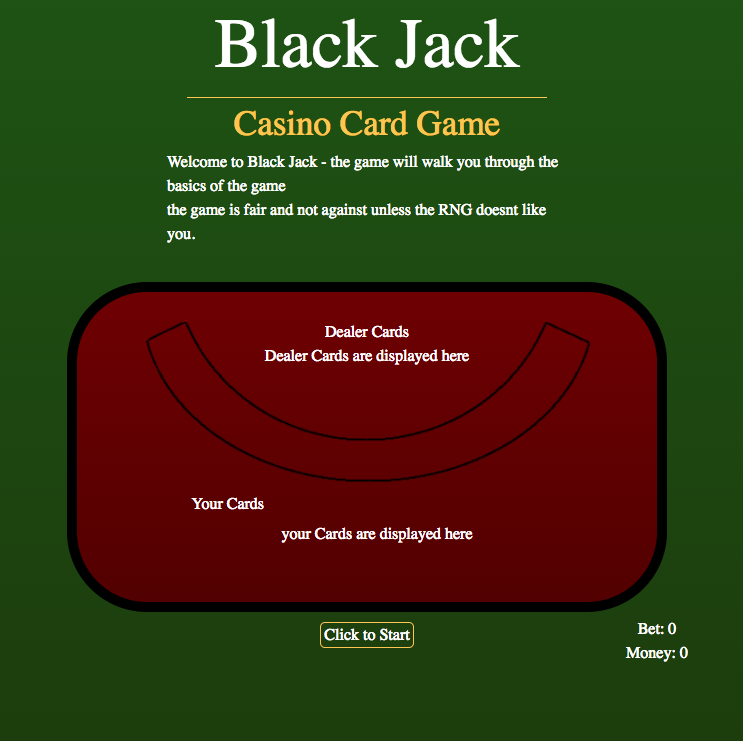 Black Jack
Casino Card Game
Welcome to Black Jack - the game will walk you through the
basics of the game
the game is fair and not against unless the RNG doesnt like
you.
Dealer Cards
Dealer Cards are displayed here
Your Cards
your Cards are displayed here
Click to Start
Bet: 0
Money: 0